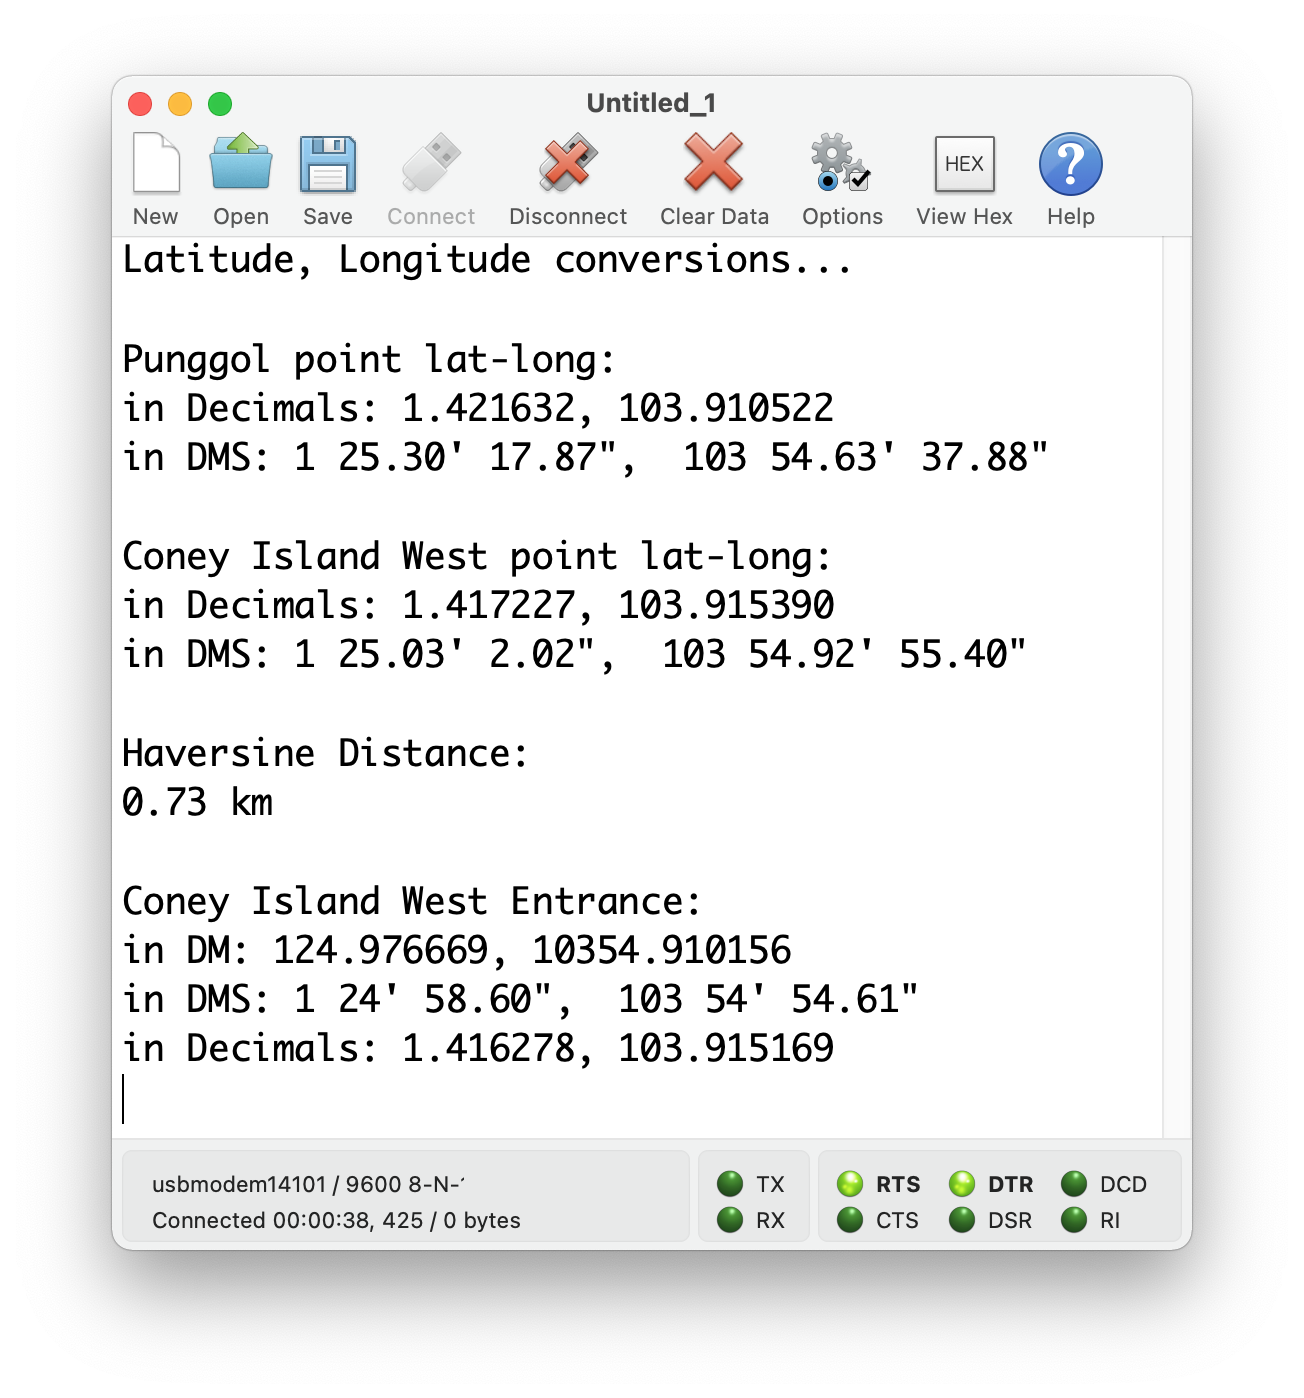 Untitled_1
New Open Save Connect Disconnect Clear Data Options HEX View Hex Help
Latitude, Longitude conversions...
Punggol point lat-long:
in Decimals: 1.421632, 103.910522
in DMS: 1 25.30' 17.87",  103 54.63' 37.88"
Coney Island West point lat-long:
in Decimals: 1.417227, 103.915390
in DMS: 1 25.03' 2.02",  103 54.92' 55.40"
Haversine Distance:
0.73 km
Coney Island West Entrance:
in DM: 124.976669, 10354.910156
in DMS: 1 24' 58.60",  103 54' 54.61"
in Decimals: 1.416278, 103.915169
usbmodem14101 / 9600 8-N-
Connected 00:00:38, 425 / 0 bytes
TX RTS DTR DCD
RX CTS DSR RI